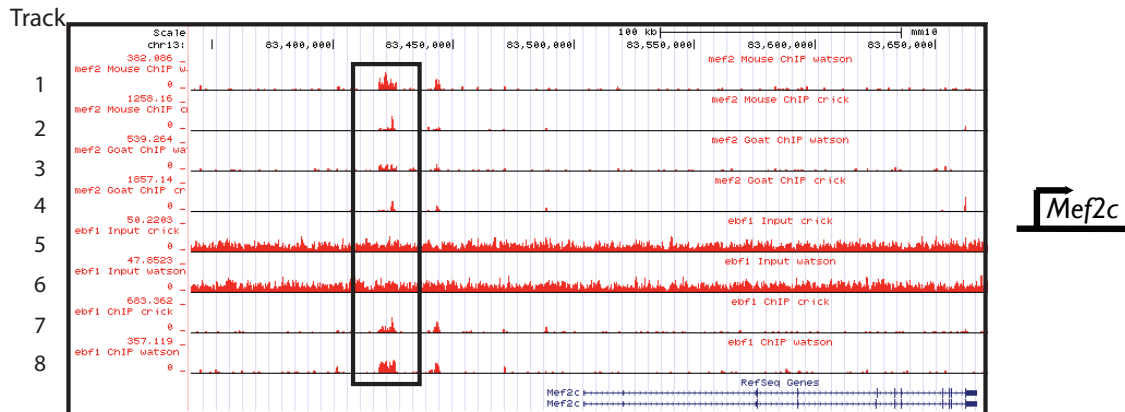 Track
Scale 100 kb mm10
chr13: 83,400,000 83,450,000 83,500,000 83,550,000 83,600,000 83,650,000
1
382.086 _
mef2 Mouse ChIP w mef2 Mouse ChIP watson
0 _
2
1258.16 _
mef2 Mouse ChIP c mef2 Mouse ChIP crick
0 _
3
539.264 _
mef2 Goat ChIP wa mef2 Goat ChIP watson
0 _
4
1857.14 _
mef2 Goat ChIP cr mef2 Goat ChIP crick
0 _
5
50.2203 _
ebf1 Input crick ebf1 Input crick
0 _
6
47.8523 _
ebf1 Input watson ebf1 Input watson
0 _
7
683.362 _
ebf1 ChIP crick ebf1 ChIP crick
0 _
8
357.119 _
ebf1 ChIP watson ebf1 ChIP watson
0 _
RefSeq Genes
Mef2c
Mef2c
Mef2c